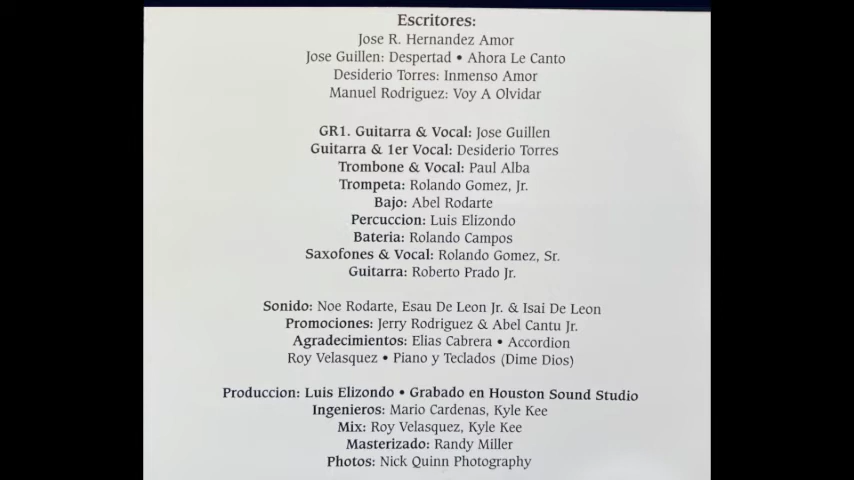 Escritores:
Jose R. Hernandez Amor
Jose Guillen: Despertad • Ahora Le Canto
Desiderio Torres: Inmenso Amor
Manuel Rodriguez: Voy A Olvidar
GR1. Guitarra & Vocal: Jose Guillen
Guitarra & 1er Vocal: Desiderio Torres
Trombone & Vocal: Paul Alba
Trompeta: Rolando Gomez, Jr.
Bajo: Abel Rodarte
Percuccion: Luis Elizondo
Bateria: Rolando Campos
Saxofones & Vocal: Rolando Gomez, Sr.
Guitarra: Roberto Prado Jr.
Sonido: Noe Rodarte, Esau De Leon Jr. & Isai De Leon
Promociones: Jerry Rodriguez & Abel Cantu Jr.
Agradecimientos: Elias Cabrera • Accordion
Roy Velasquez • Piano y Teclados (Dime Dios)
Produccion: Luis Elizondo • Grabado en Houston Sound Studio
Ingenieros: Mario Cardenas, Kyle Kee
Mix: Roy Velasquez, Kyle Kee
Masterizado: Randy Miller
Photos: Nick Quinn Photography